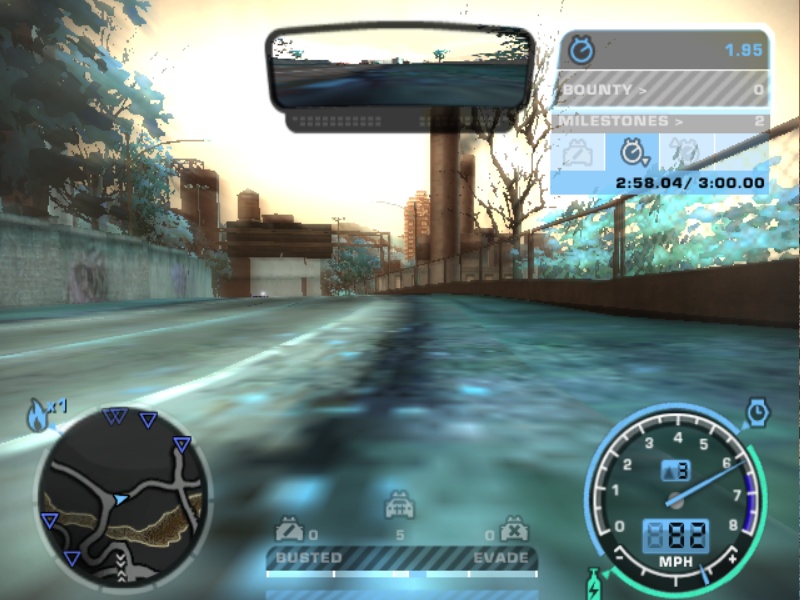 1.95
BOUNTY > 0
MILESTONES > 2
2:58.04/ 3:00.00
x1
0 1 2 3 4 5 6 7 8
3
82
MPH
0 5 0
BUSTED EVADE